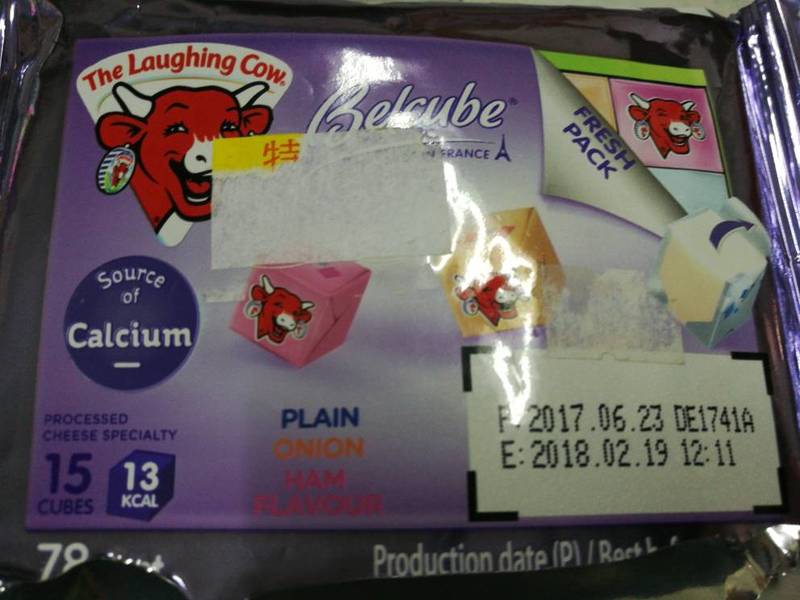 The Laughing Cow®
Belcube®
FRANCE
特
FRESH
PACK
Source
of
Calcium
PROCESSED
CHEESE SPECIALTY
15
CUBES
13
KCAL
PLAIN
ONION
HAM
FLAVOUR
P: 2017.06.23 DE1741A
E: 2018.02.19 12:11
78
Production date (P) / Best